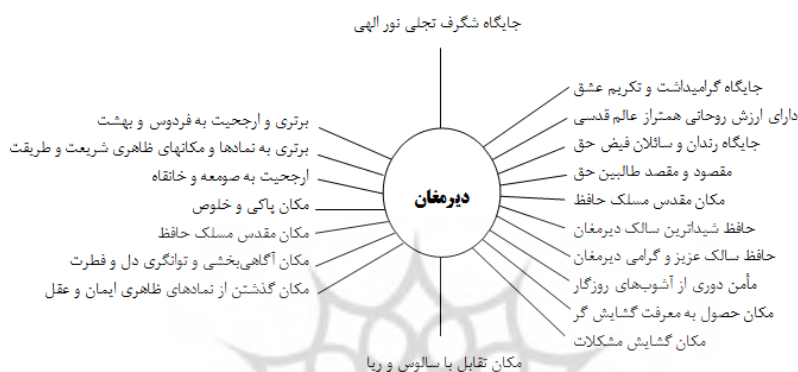 جایگاه شگرف تجلی نور الهی
جایگاه گرامیداشت و تکریم عشق
دارای ارزش روحانی همتراز عالم قدسی
جایگاه رندان و سائلان فیض حق
مقصود و مقصد طالبین حق
مکان مقدس مسلک حافظ
حافظ شیداترین سالک دیرمغان
حافظ سالک عزیز و گرامی دیرمغان
مأمن دوری از آشوب‌های روزگار
مکان حصول به معرفت گشایش گر
مکان گشایش مشکلات
دیرمغان
برتری و ارجحیت به فردوس و بهشت
برتری به نمادها و مکانهای ظاهری شریعت و طریقت
ارجحیت به صومعه و خانقاه
مکان پاکی و خلوص
مکان مقدس مسلک حافظ
مکان آگاهی‌بخشی و توانگری دل و فطرت
مکان گذشتن از نمادهای ظاهری ایمان و عقل
مکان تقابل با سالوس و ریا